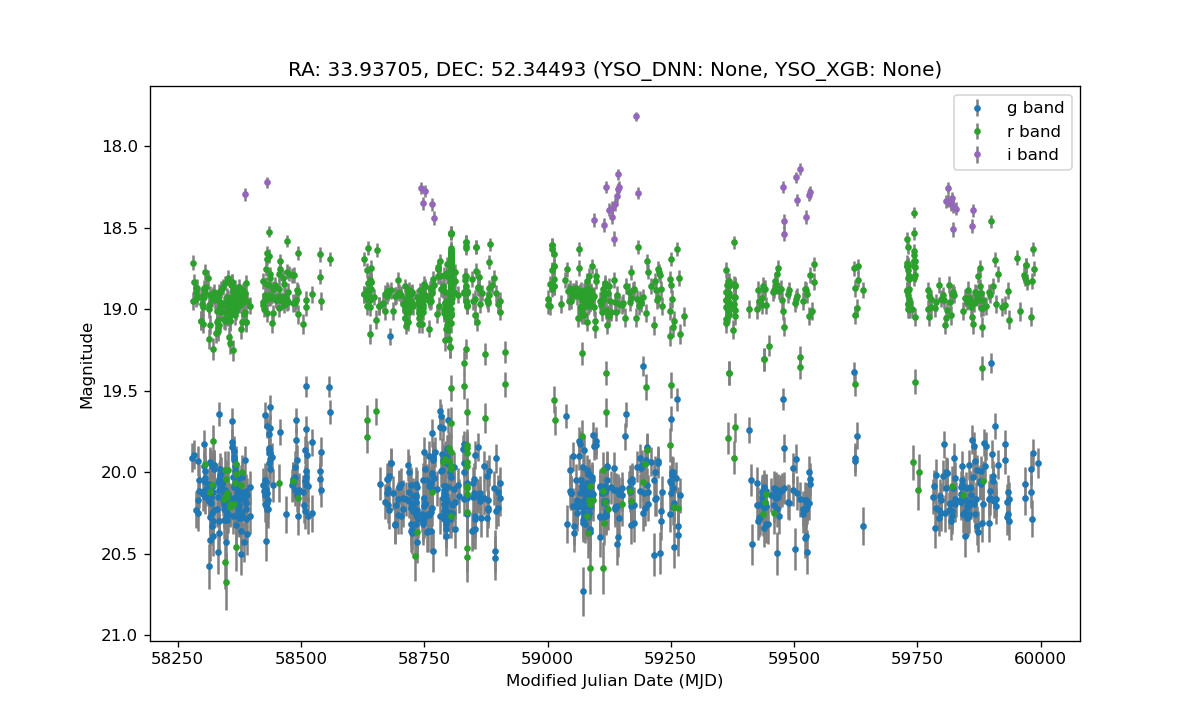 RA: 33.93705, DEC: 52.34493 (YSO_DNN: None, YSO_XGB: None)
g band
r band
i band
18.0
18.5
19.0
19.5
20.0
20.5
21.0
Magnitude
58250 58500 58750 59000 59250 59500 59750 60000
Modified Julian Date (MJD)